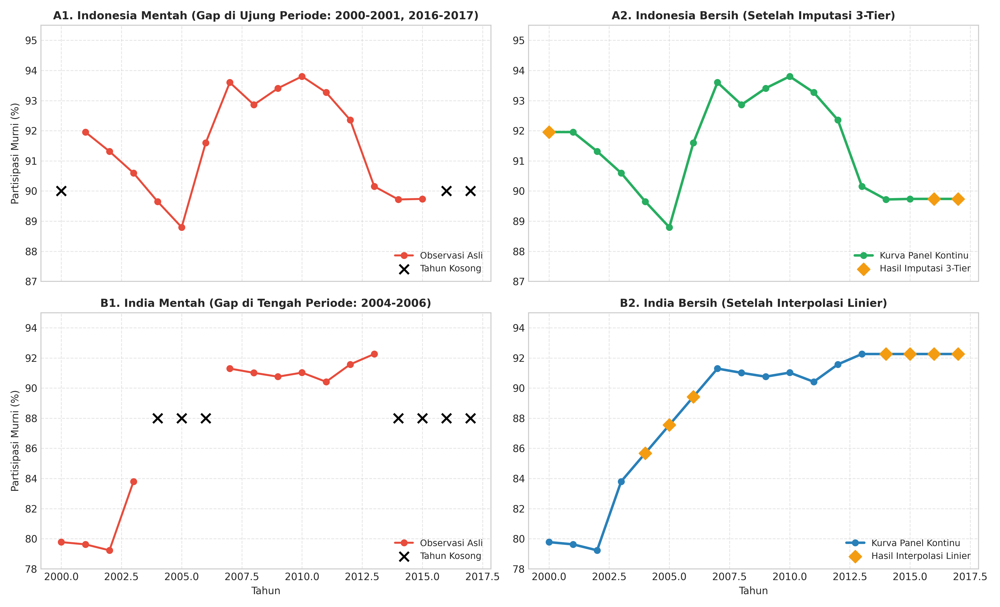 A1. Indonesia Mentah (Gap di Ujung Periode: 2000-2001, 2016-2017)
Partisipasi Murni (%)
95
94
93
92
91
90
89
88
87
Observasi Asli
Tahun Kosong
A2. Indonesia Bersih (Setelah Imputasi 3-Tier)
95
94
93
92
91
90
89
88
87
Kurva Panel Kontinu
Hasil Imputasi 3-Tier
B1. India Mentah (Gap di Tengah Periode: 2004-2006)
Partisipasi Murni (%)
94
92
90
88
86
84
82
80
78
Observasi Asli
Tahun Kosong
2000.0 2002.5 2005.0 2007.5 2010.0 2012.5 2015.0 2017.5
Tahun
B2. India Bersih (Setelah Interpolasi Linier)
94
92
90
88
86
84
82
80
78
Kurva Panel Kontinu
Hasil Interpolasi Linier
2000.0 2002.5 2005.0 2007.5 2010.0 2012.5 2015.0 2017.5
Tahun